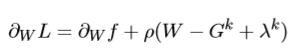 ∂_W L = ∂_W f + ρ(W − G^k + λ^k)